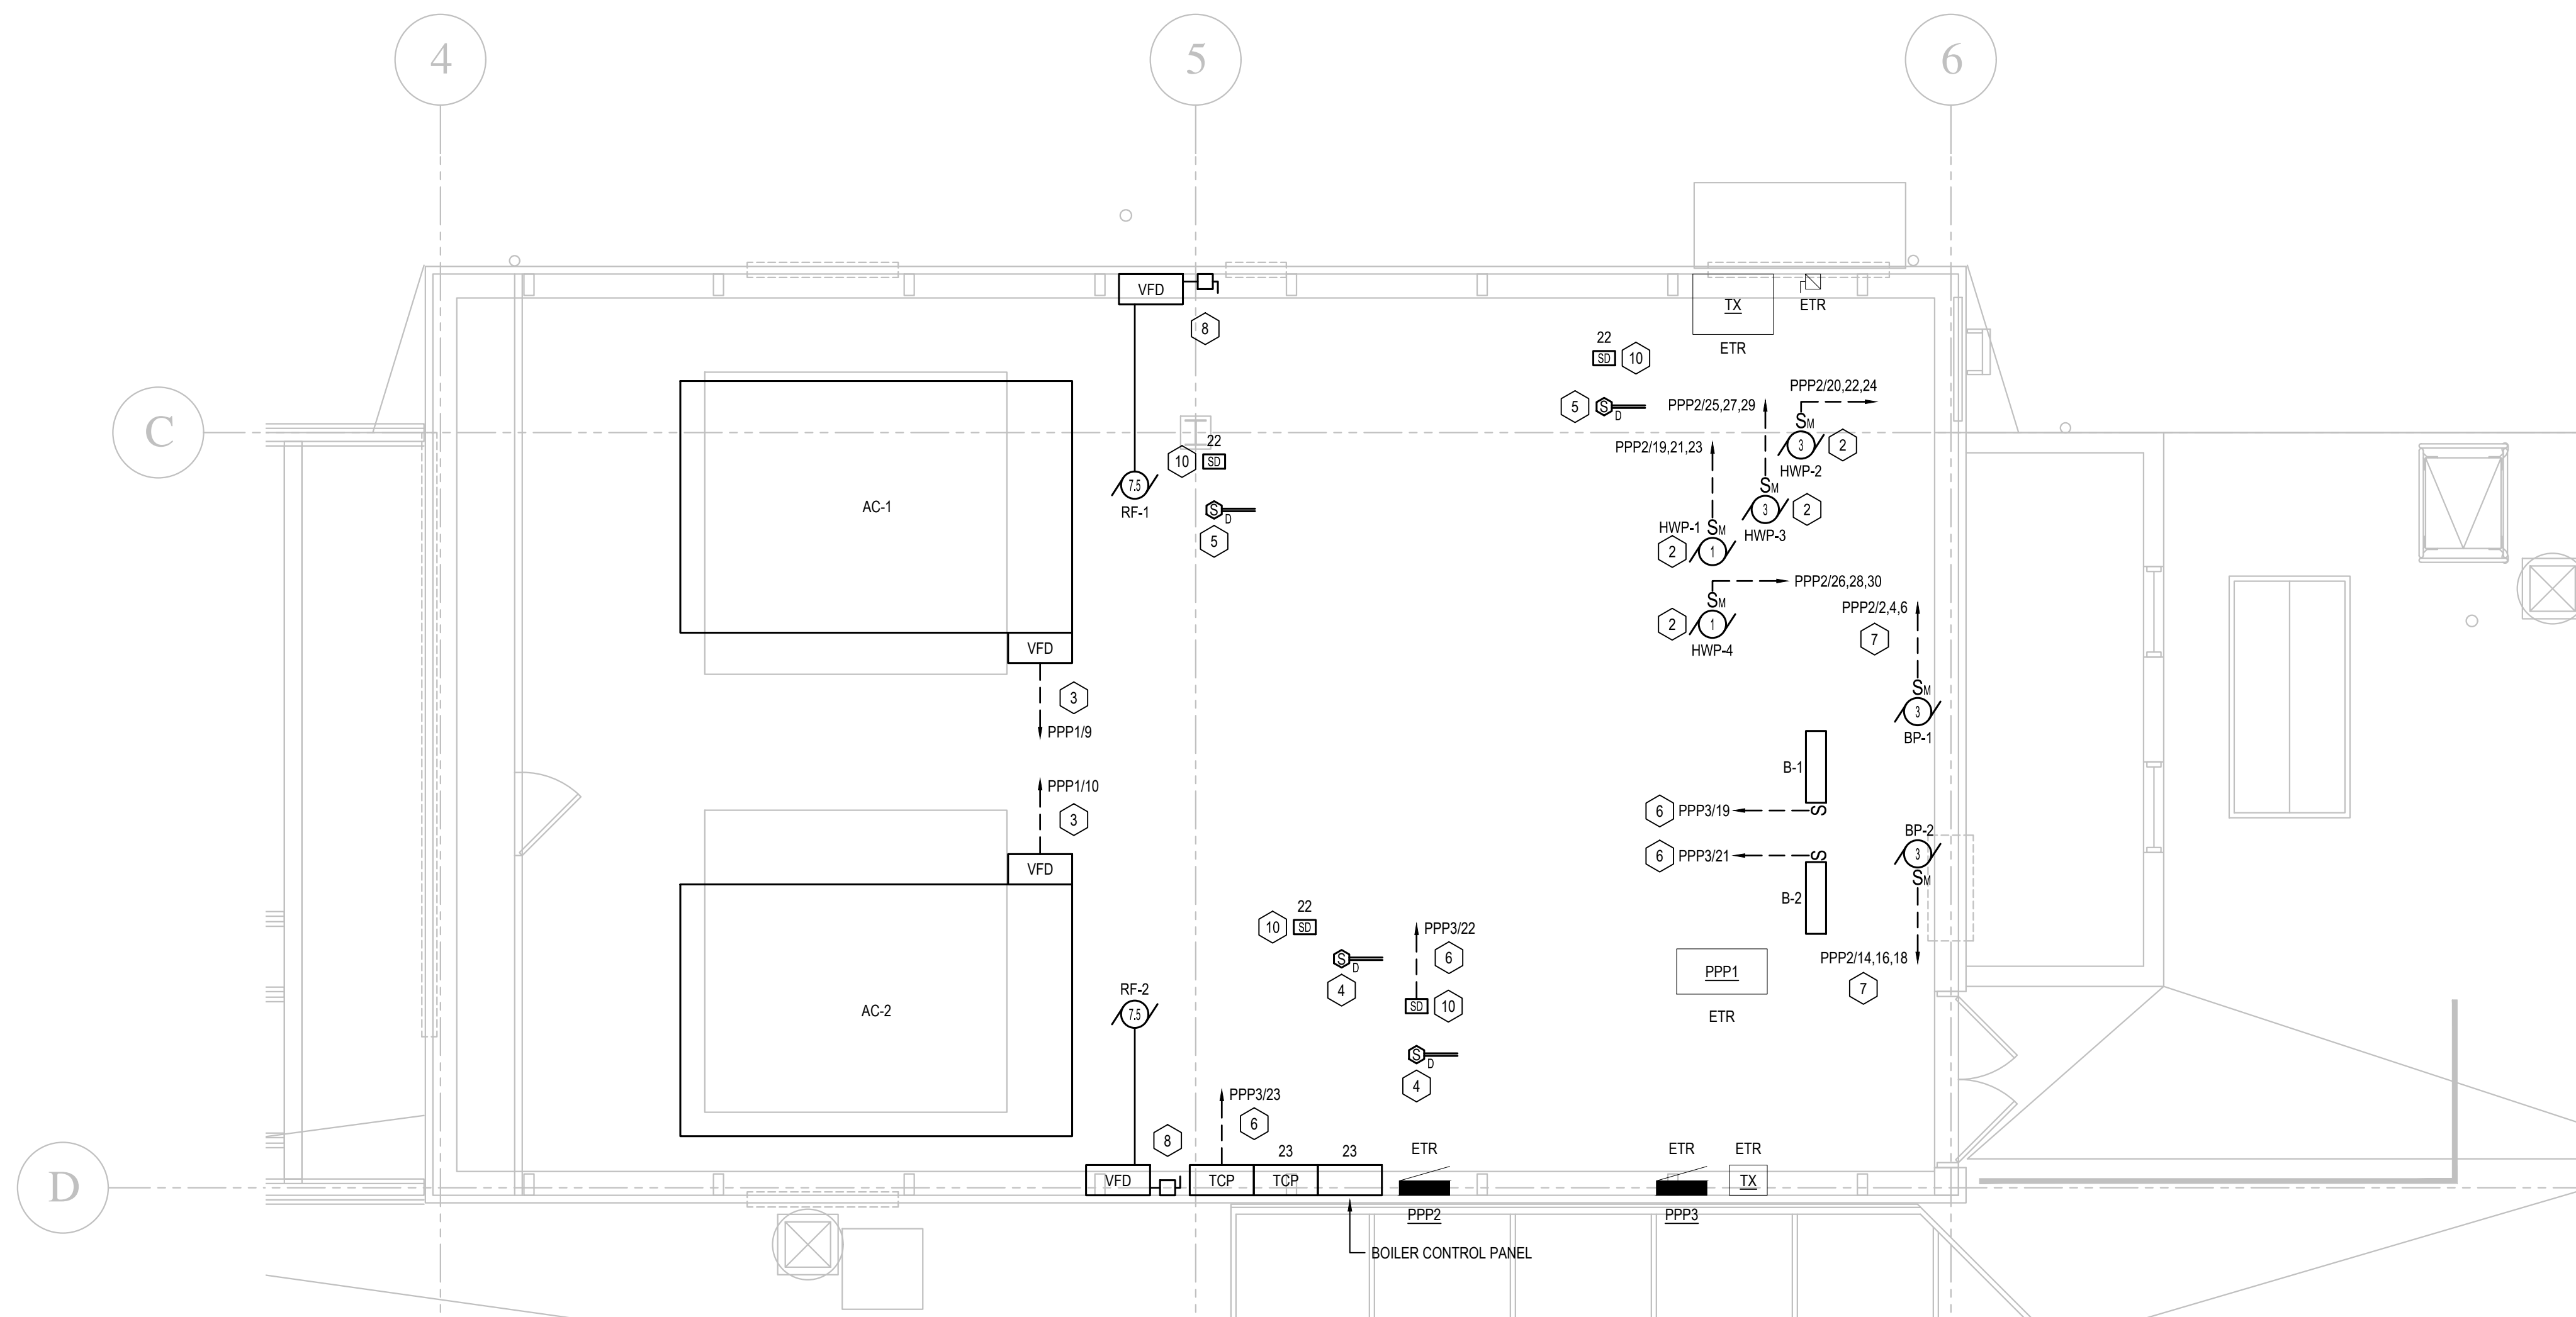 4
5
6
VFD
TX
ETR
ETR
8
22
SD
10
C
PPP2/20,22,24
5
S
D
PPP2/25,27,29
SM
3
2
HWP-2
22
10
SD
PPP2/19,21,23
AC-1
7.5
RF-1
SM
3
2
HWP-3
S
D
5
HWP-1
SM
2
1
PPP2/26,28,30
SM
2
1
HWP-4
PPP2/2,4,6
7
VFD
3
PPP1/9
SM
3
BP-1
B-1
PPP1/10
3
6
PPP3/19
S
BP-2
6
PPP3/21
S
3
SM
VFD
B-2
22
10
SD
PPP3/22
6
S
D
4
PPP2/14,16,18
7
PPP1
ETR
RF-2
7.5
AC-2
SD
10
S
D
4
PPP3/23
6
8
23
23
ETR
ETR
ETR
D
VFD
TCP
TCP
TX
PPP2
PPP3
BOILER CONTROL PANEL